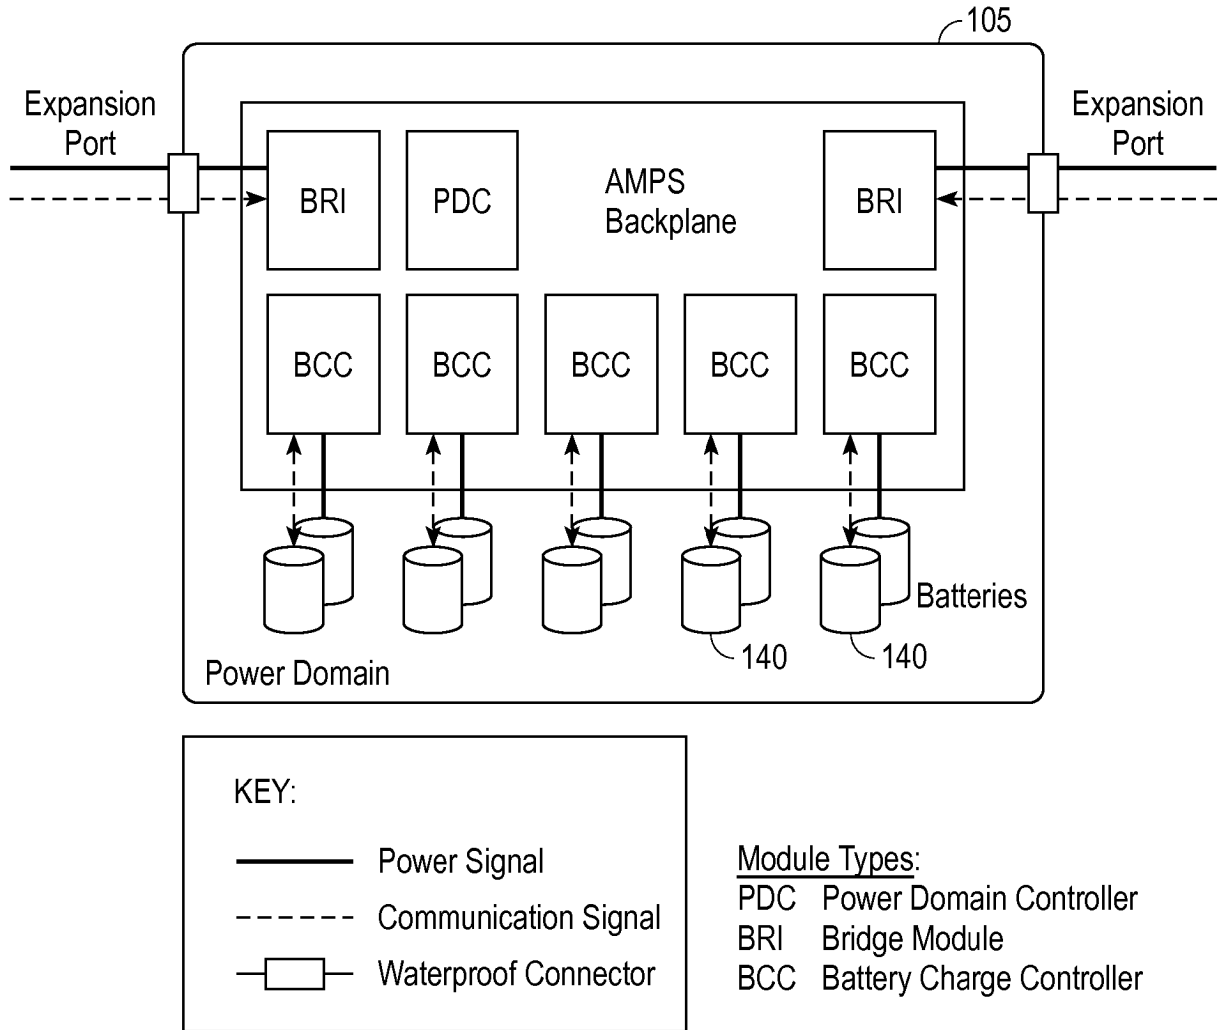 105
Expansion
Port
Expansion
Port
BRI
PDC
AMPS
Backplane
BRI
BCC
BCC
BCC
BCC
BCC
Batteries
140
140
Power Domain
KEY:
Power Signal
Communication Signal
Waterproof Connector
Module Types:
PDC Power Domain Controller
BRI Bridge Module
BCC Battery Charge Controller